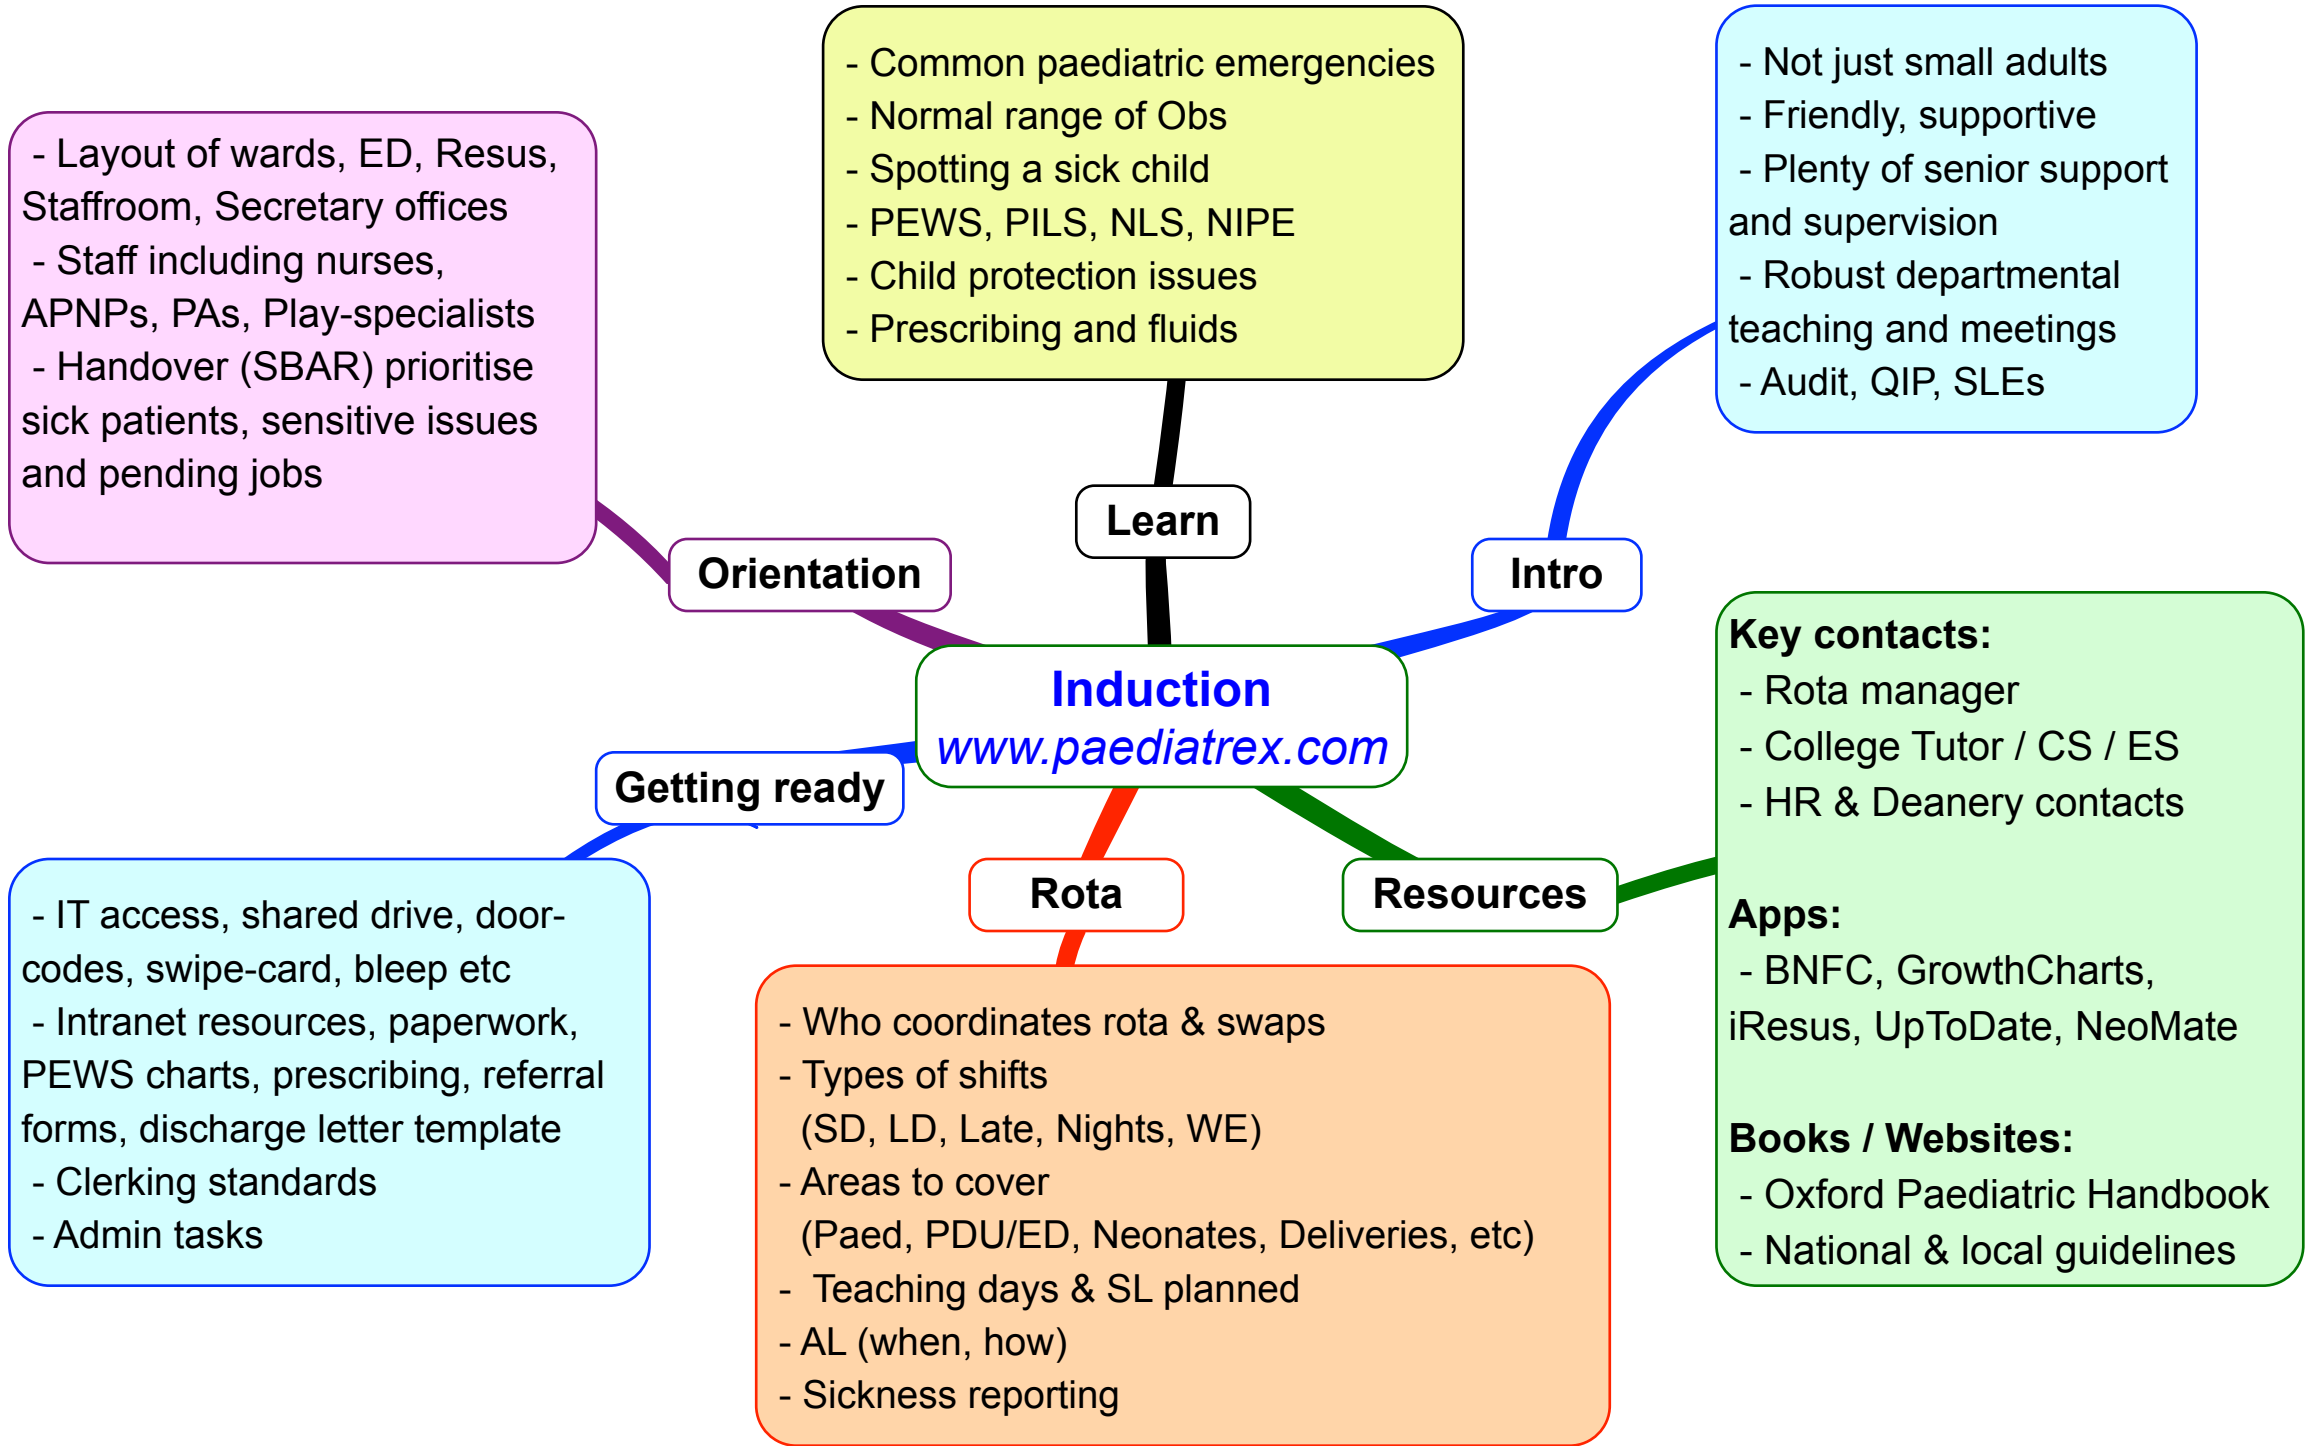 - Layout of wards, ED, Resus,
Staffroom, Secretary offices
- Staff including nurses,
APNPs, PAs, Play-specialists
- Handover (SBAR) prioritise
sick patients, sensitive issues
and pending jobs
Orientation
- Common paediatric emergencies
- Normal range of Obs
- Spotting a sick child
- PEWS, PILS, NLS, NIPE
- Child protection issues
- Prescribing and fluids
Learn
- Not just small adults
- Friendly, supportive
- Plenty of senior support
and supervision
- Robust departmental
teaching and meetings
- Audit, QIP, SLEs
Intro
Induction
www.paediatrex.com
Getting ready
- IT access, shared drive, door-
codes, swipe-card, bleep etc
- Intranet resources, paperwork,
PEWS charts, prescribing, referral
forms, discharge letter template
- Clerking standards
- Admin tasks
Rota
- Who coordinates rota & swaps
- Types of shifts
(SD, LD, Late, Nights, WE)
- Areas to cover
(Paed, PDU/ED, Neonates, Deliveries, etc)
- Teaching days & SL planned
- AL (when, how)
- Sickness reporting
Resources
Key contacts:
- Rota manager
- College Tutor / CS / ES
- HR & Deanery contacts
Apps:
- BNFC, GrowthCharts,
iResus, UpToDate, NeoMate
Books / Websites:
- Oxford Paediatric Handbook
- National & local guidelines